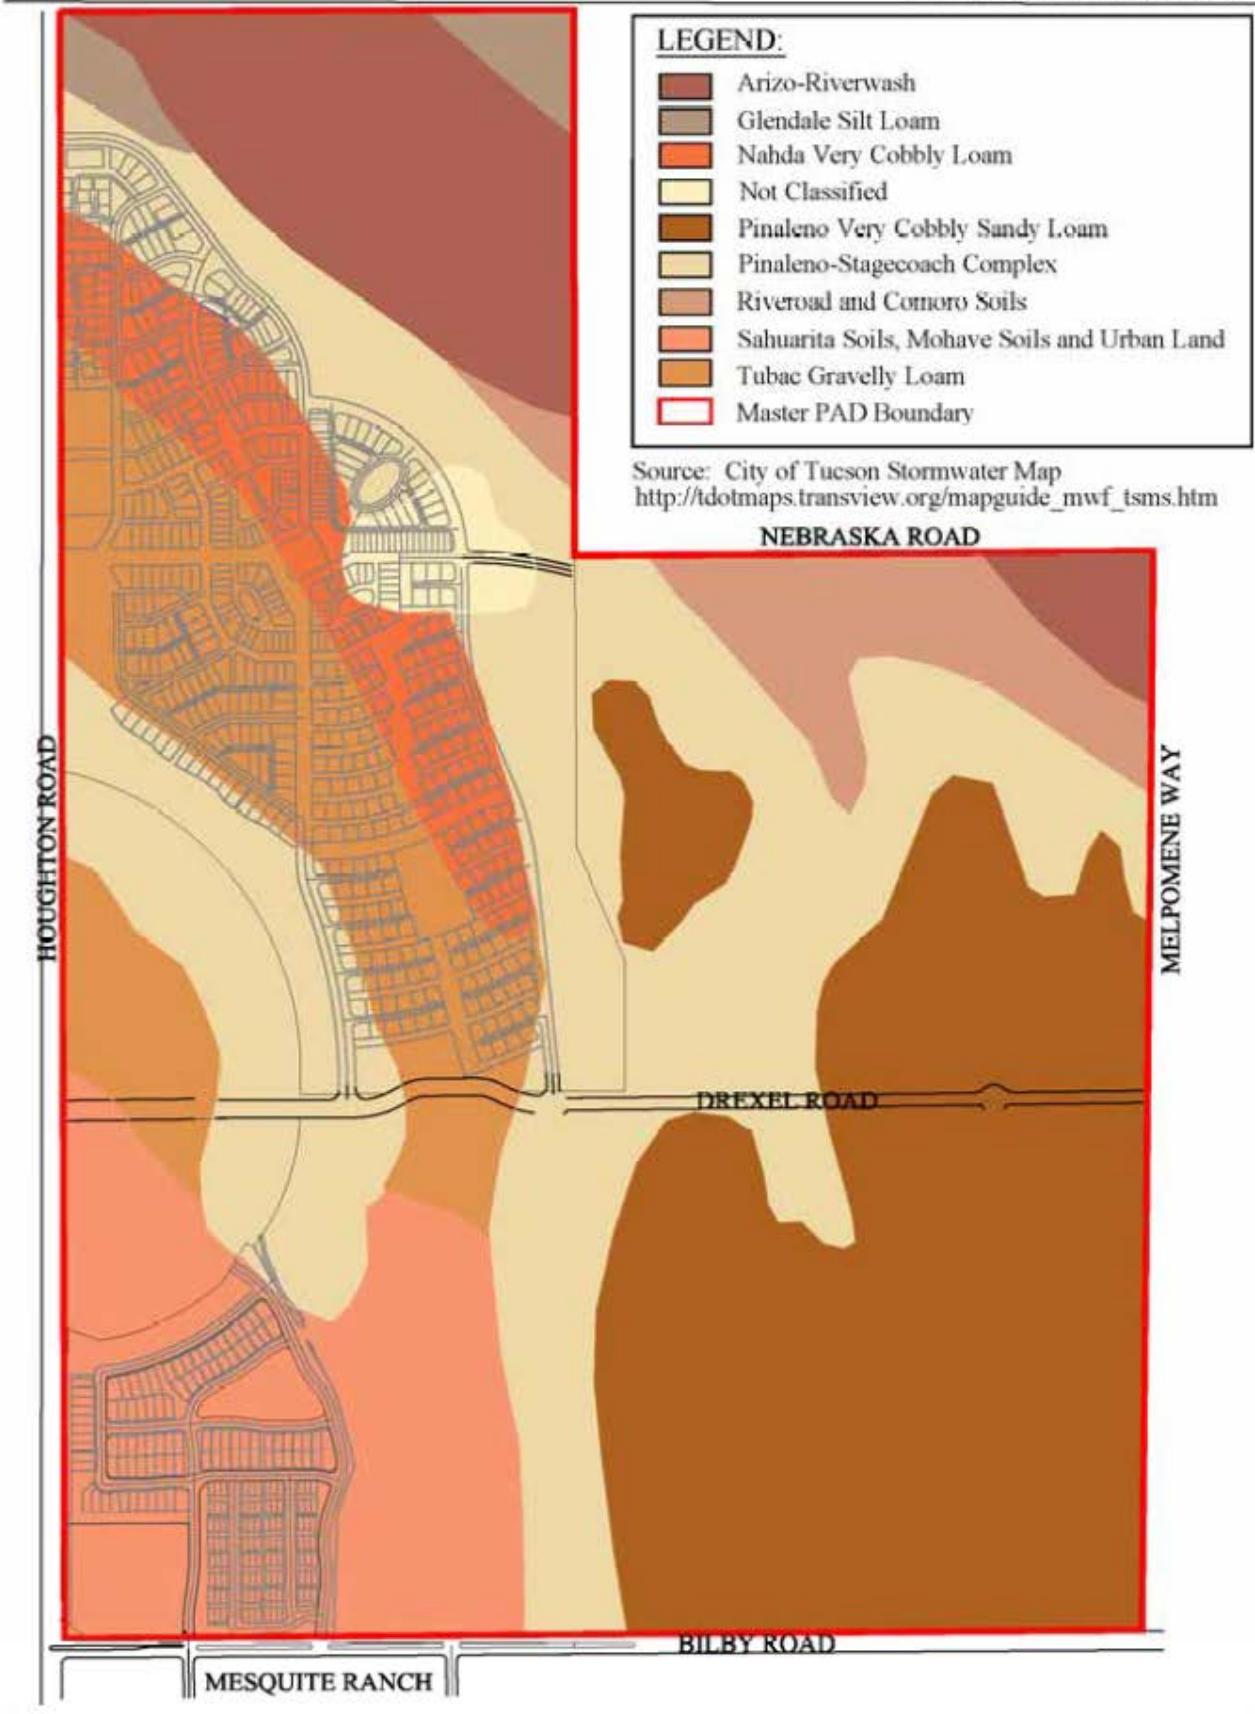 LEGEND:
Arizo-Riverwash
Glendale Silt Loam
Nahda Very Cobbly Loam
Not Classified
Pinaleno Very Cobbly Sandy Loam
Pinaleno-Stagecoach Complex
Riveroad and Comoro Soils
Sahuarita Soils, Mohave Soils and Urban Land
Tubac Gravelly Loam
Master PAD Boundary
Source: City of Tucson Stormwater Map
http://tdotmaps.transview.org/mapguide_mwf_tsms.htm
NEBRASKA ROAD
HOUGHTON ROAD
MELPOMENE WAY
DREXEL ROAD
BILBY ROAD
MESQUITE RANCH